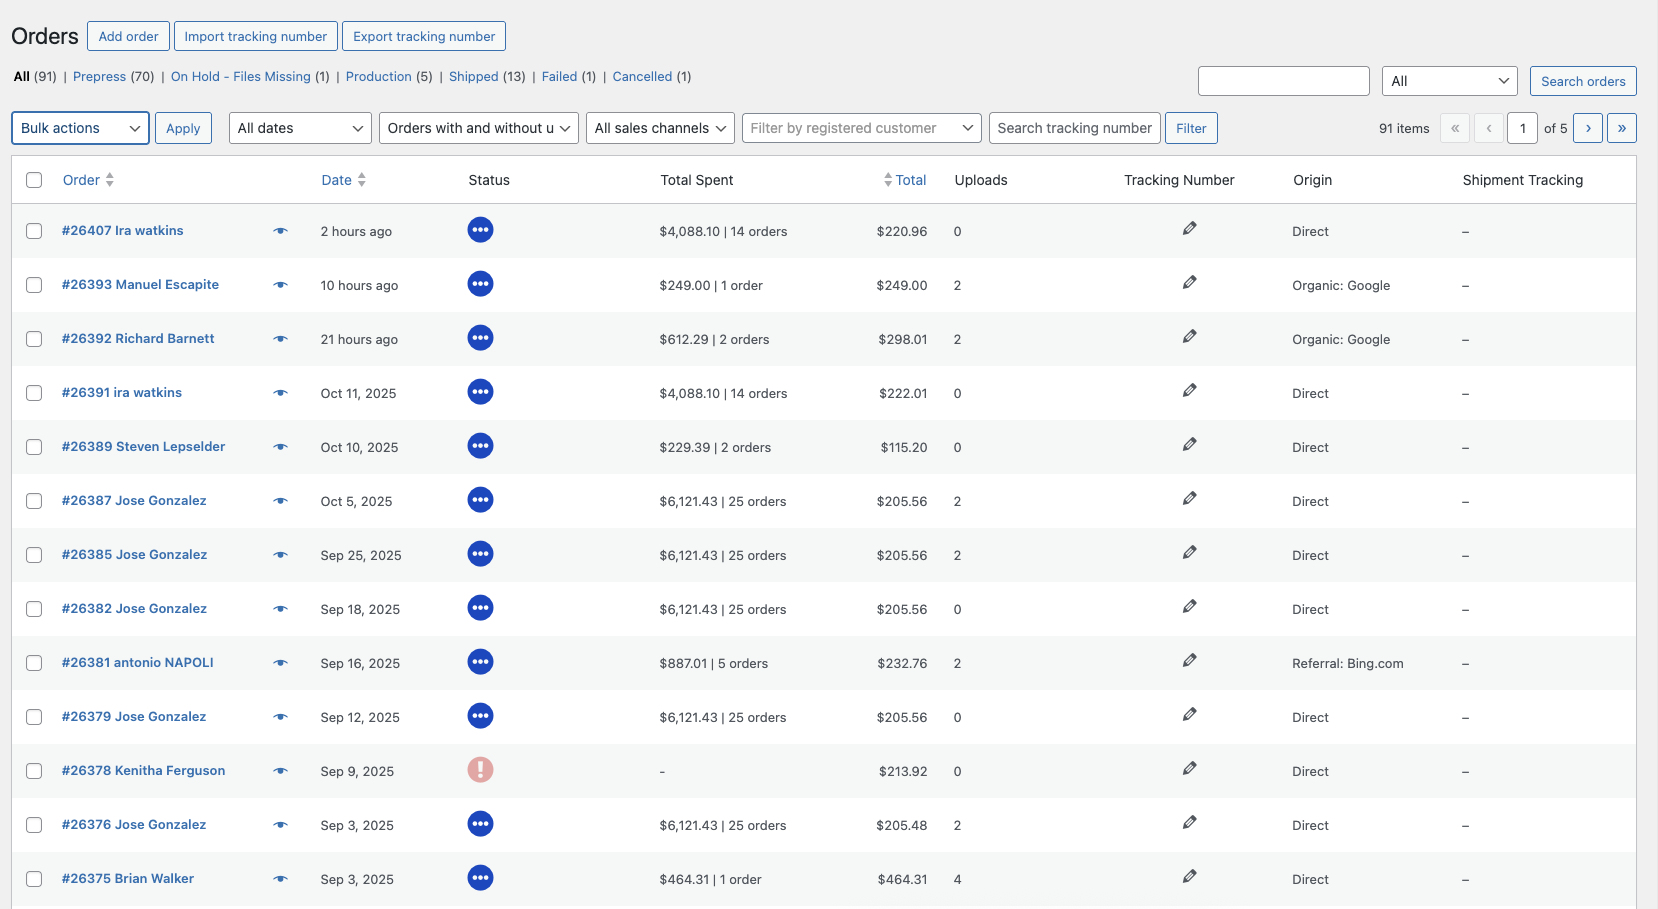 Orders Add order Import tracking number Export tracking number
All (91) | Prepress (70) | On Hold - Files Missing (1) | Production (5) | Shipped (13) | Failed (1) | Cancelled (1)
All Search orders
Bulk actions Apply All dates Orders with and without u All sales channels Filter by registered customer Search tracking number Filter 91 items « ‹ 1 of 5 › »
Order Date Status Total Spent Total Uploads Tracking Number Origin Shipment Tracking
#26407 Ira watkins 2 hours ago $4,088.10 | 14 orders $220.96 0 Direct –
#26393 Manuel Escapite 10 hours ago $249.00 | 1 order $249.00 2 Organic: Google –
#26392 Richard Barnett 21 hours ago $612.29 | 2 orders $298.01 2 Organic: Google –
#26391 ira watkins Oct 11, 2025 $4,088.10 | 14 orders $222.01 0 Direct –
#26389 Steven Lepselder Oct 10, 2025 $229.39 | 2 orders $115.20 0 Direct –
#26387 Jose Gonzalez Oct 5, 2025 $6,121.43 | 25 orders $205.56 2 Direct –
#26385 Jose Gonzalez Sep 25, 2025 $6,121.43 | 25 orders $205.56 2 Direct –
#26382 Jose Gonzalez Sep 18, 2025 $6,121.43 | 25 orders $205.56 0 Direct –
#26381 antonio NAPOLI Sep 16, 2025 $887.01 | 5 orders $232.76 2 Referral: Bing.com –
#26379 Jose Gonzalez Sep 12, 2025 $6,121.43 | 25 orders $205.56 0 Direct –
#26378 Kenitha Ferguson Sep 9, 2025 - $213.92 0 Direct –
#26376 Jose Gonzalez Sep 3, 2025 $6,121.43 | 25 orders $205.48 2 Direct –
#26375 Brian Walker Sep 3, 2025 $464.31 | 1 order $464.31 4 Direct –